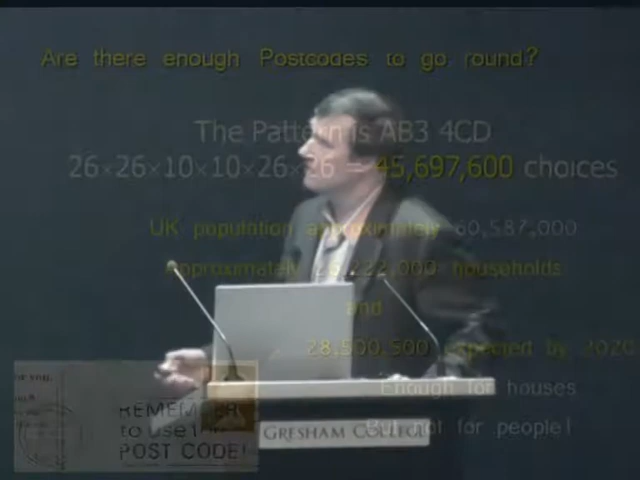 Are there enough Postcodes to go round?
The Pattern is AB3 4CD
26×26×10×10×26×26 = 45,697,600 choices
UK population approximately 60,587,000
Approximately 000 households
and
28,500,500 expected by 2020
Enough for houses
But not for people!
REMEMBER
to use the
POST CODE!
GRESHAM COLLEGE